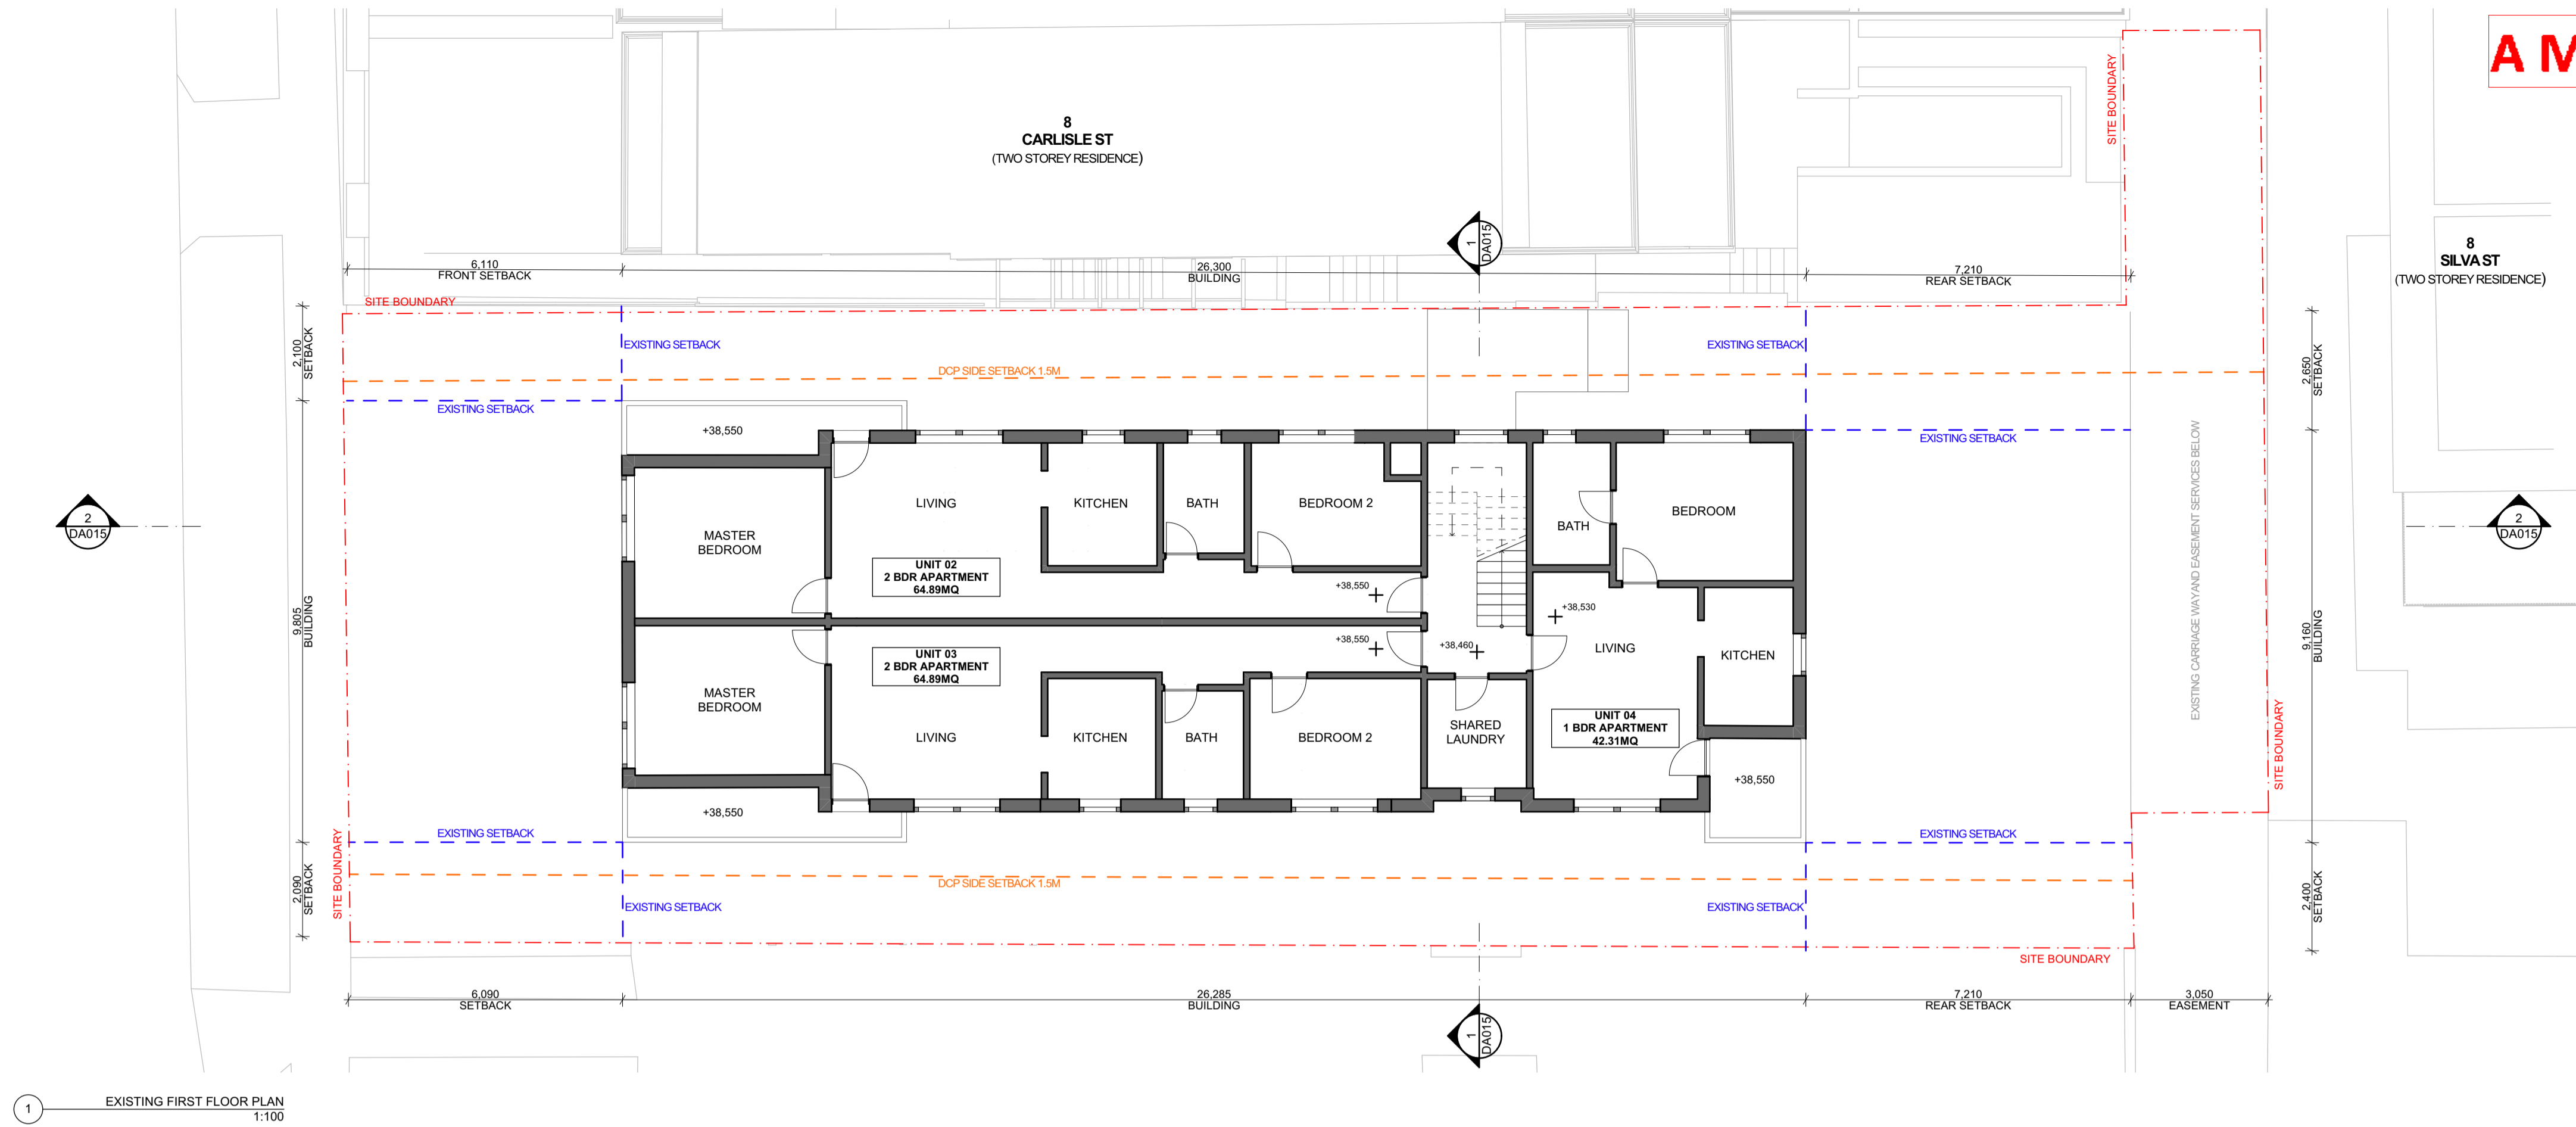 A M
8
CARLISLE ST
(TWO STOREY RESIDENCE)
SITE BOUNDARY
1
DA015
8
SILVA ST
(TWO STOREY RESIDENCE)
6,110
FRONT SETBACK
26,300
BUILDING
7,210
REAR SETBACK
SITE BOUNDARY
2,100
SETBACK
EXISTING SETBACK
EXISTING SETBACK
2,650
SETBACK
DCP SIDE SETBACK 1.5M
EXISTING SETBACK
+38,550
EXISTING SETBACK
LIVING
KITCHEN
BATH
BEDROOM 2
BATH
BEDROOM
2
DA015
MASTER
BEDROOM
UNIT 02
2 BDR APARTMENT
64.89MQ
+38,550
+38,530
2
DA015
EXISTING CARRIAGE WAY AND EASEMENT SERVICES BELOW
9,805
BUILDING
9,160
BUILDING
+38,550
+38,460
LIVING
KITCHEN
UNIT 03
2 BDR APARTMENT
64.89MQ
MASTER
BEDROOM
LIVING
KITCHEN
BATH
BEDROOM 2
SHARED
LAUNDRY
UNIT 04
1 BDR APARTMENT
42.31MQ
+38,550
+38,550
SITE BOUNDARY
EXISTING SETBACK
EXISTING SETBACK
SITE BOUNDARY
2,090
SETBACK
DCP SIDE SETBACK 1.5M
EXISTING SETBACK
EXISTING SETBACK
2,400
SETBACK
SITE BOUNDARY
6,090
SETBACK
26,285
BUILDING
7,210
REAR SETBACK
3,050
EASEMENT
1
DA015
1
EXISTING FIRST FLOOR PLAN
1:100